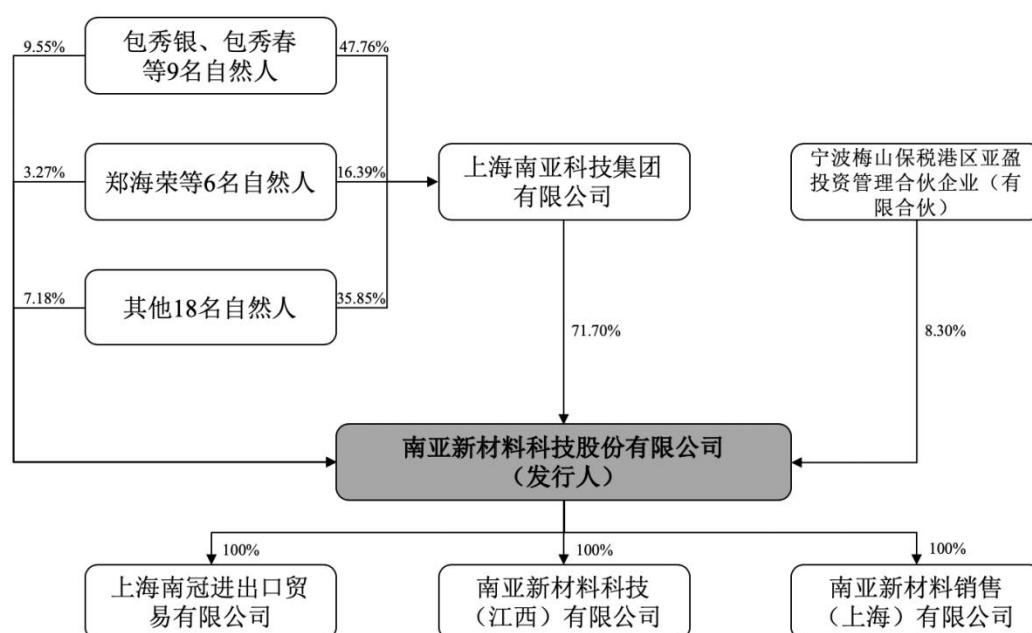 9.55%
包秀银、包秀春
等9名自然人
47.76%
3.27%
郑海荣等6名自然人
16.39%
7.18%
其他18名自然人
35.85%
上海南亚科技集团
有限公司
宁波梅山保税港区亚盈
投资管理合伙企业（有
限合伙）
71.70%
8.30%
南亚新材料科技股份有限公司
（发行人）
100%
100%
100%
上海南冠进出口贸
易有限公司
南亚新材料科技
（江西）有限公司
南亚新材料销售
（上海）有限公司